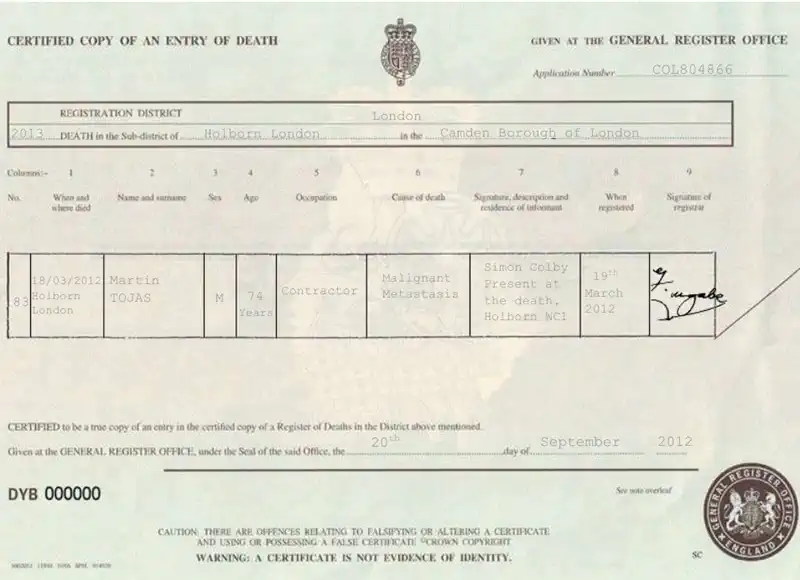 CERTIFIED COPY OF AN ENTRY OF DEATH
GIVEN AT THE GENERAL REGISTER OFFICE
Application Number COL804866
REGISTRATION DISTRICT London
2013 DEATH in the Sub-district of Holborn London in the Camden Borough of London
Columns:- 1 2 3 4 5 6 7 8 9
No. When and where died Name and surname Sex Age Occupation Cause of death Signature, description and residence of informant When registered Signature of registrar
83 18/03/2012 Holborn London Martin TOJAS M 74 Years Contractor Malignant Metastasia Simon Colby Present at the death. Holborn WC1 19th March 2012
CERTIFIED to be a true copy of an entry in the certified copy of a Register of Deaths in the District above mentioned.
Given at the GENERAL REGISTER OFFICE, under the Seal of the said Office, the 20th day of September 2012
DYB 000000
See note overleaf
CAUTION: THERE ARE OFFENCES RELATING TO FALSIFYING OR ALTERING A CERTIFICATE
AND USING OR POSSESSING A FALSE CERTIFICATE ©CROWN COPYRIGHT
WARNING: A CERTIFICATE IS NOT EVIDENCE OF IDENTITY.
SC
GENERAL REGISTER OFFICE
ENGLAND